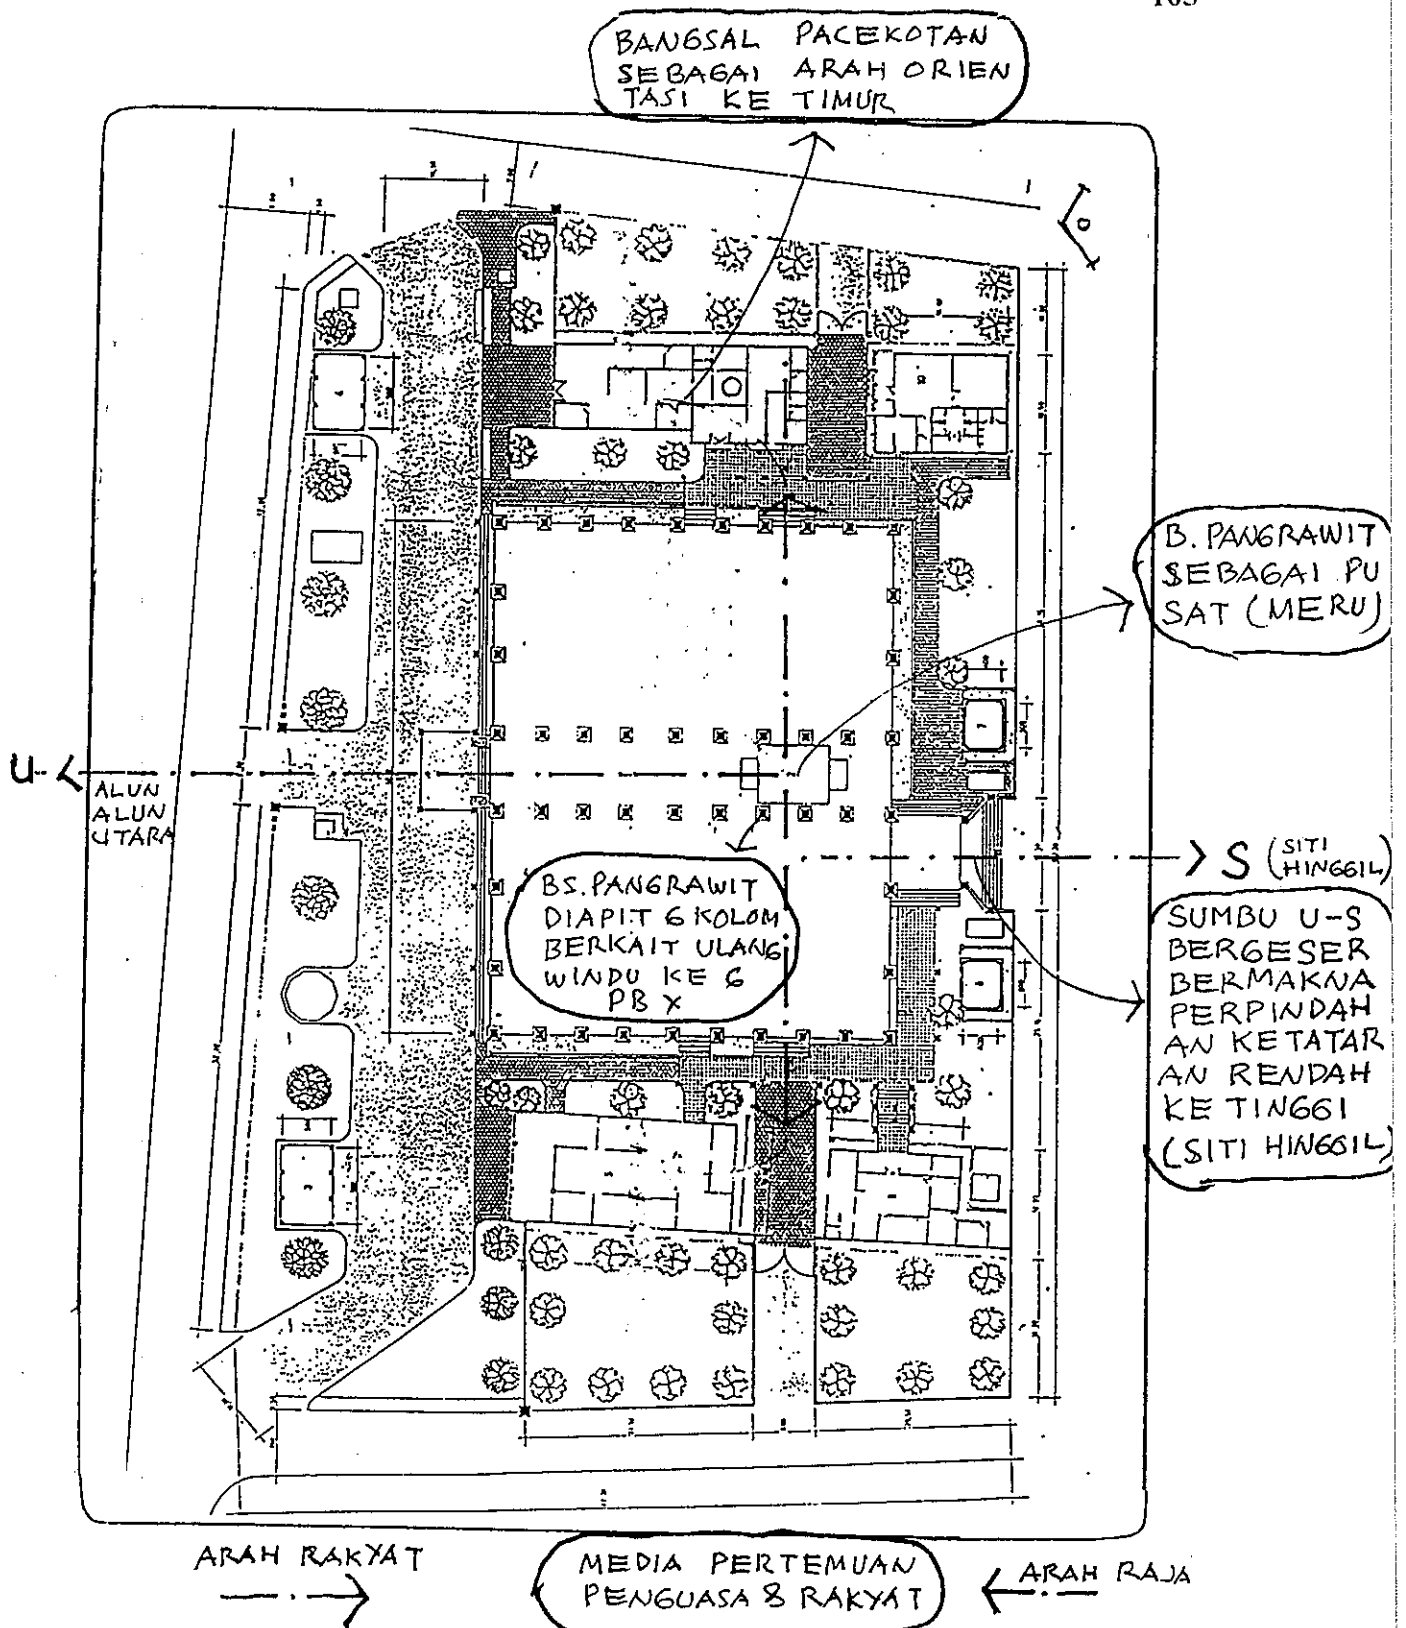 BANGSAL PACEKOTAN
SEBAGAI ARAH ORIEN
TASI KE TIMUR
B. PANGRAWIT
SEBAGAI PU
SAT (MERU)
U
ALUN
ALUN
UTARA
S (SITI
HINGGIL)
BS. PANGRAWIT
DIAPIT 6 KOLOM
BERKAIT ULANG
WINDU KE 6
PB X
SUMBU U-S
BERGESER
BERMAKNA
PERPINDAH
AN KETATAR
AN RENDAH
KE TINGGI
(SITI HINGGIL)
ARAH RAKYAT
MEDIA PERTEMUAN
PENGUASA & RAKYAT
ARAH RAJA